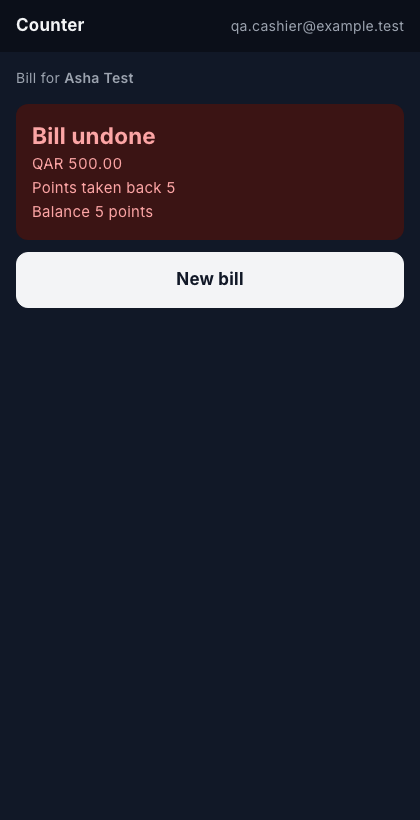 Counter
qa.cashier@example.test
Bill for Asha Test
Bill undone
QAR 500.00
Points taken back 5
Balance 5 points
New bill